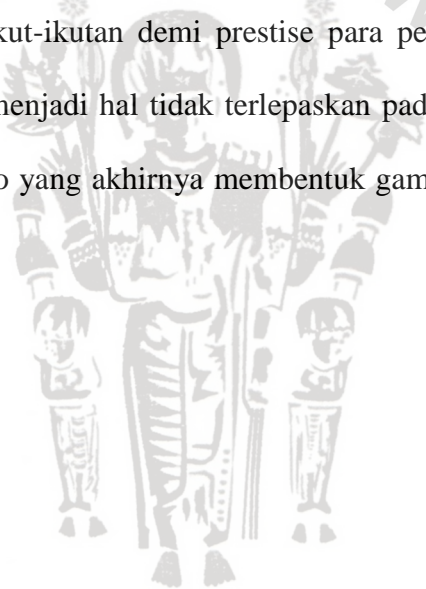 kut-ikutan demi prestise para pe
menjadi hal tidak terlepaskan pad
o yang akhirnya membentuk gam